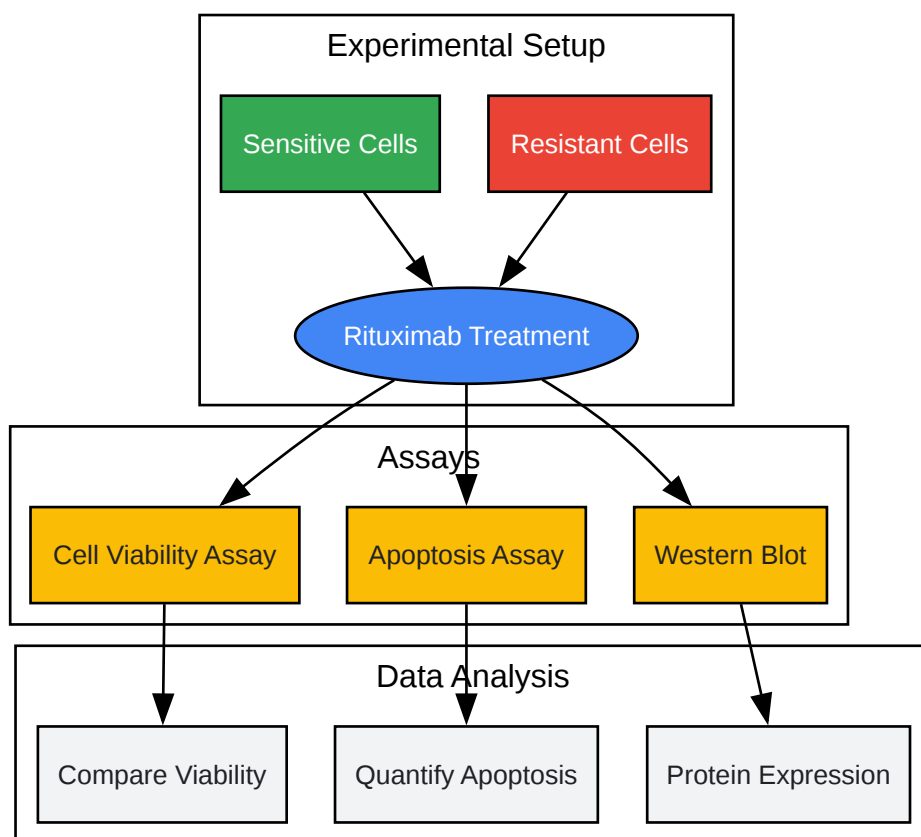 Experimental Setup
Sensitive Cells
Resistant Cells
Rituximab Treatment
Assays
Cell Viability Assay
Apoptosis Assay
Western Blot
Data Analysis
Compare Viability
Quantify Apoptosis
Protein Expression